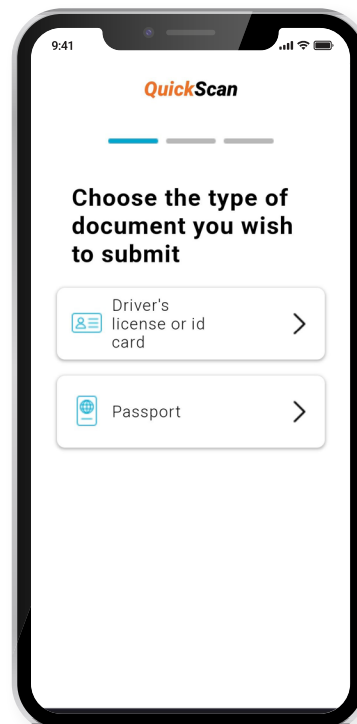 9:41
QuickScan
Choose the type of
document you wish
to submit
Driver's
license or id
card
Passport